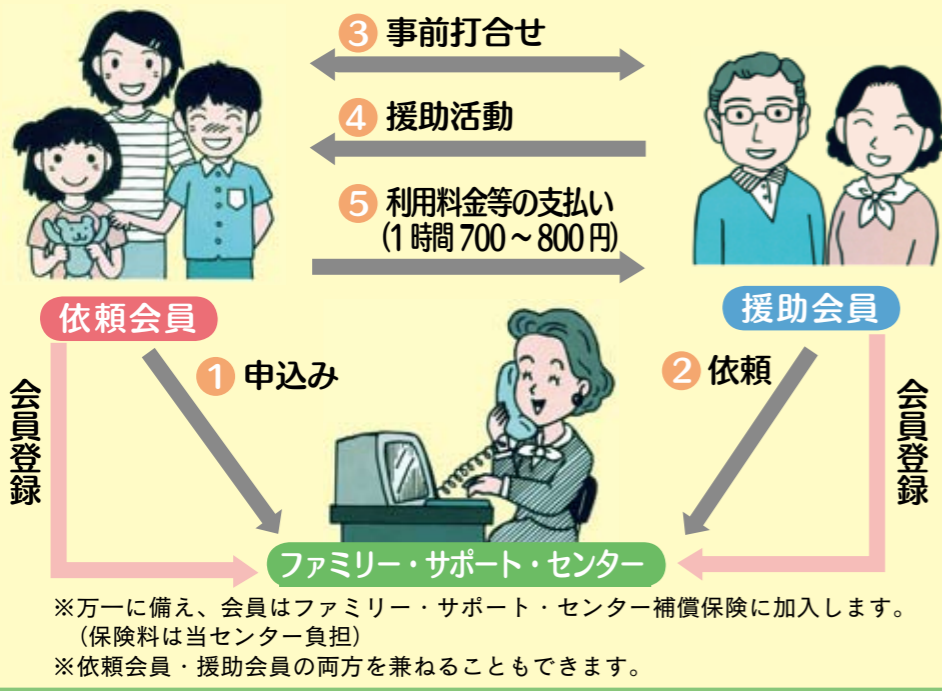 ③ 事前打合せ
④ 援助活動
⑤ 利用料金等の支払い
(1時間700～800円)
依頼会員
援助会員
① 申込み
② 依頼
会員登録
会員登録
ファミリー・サポート・センター
※万一に備え、会員はファミリー・サポート・センター補償保険に加入します。
(保険料は当センター負担)
※依頼会員・援助会員の両方を兼ねることもできます。